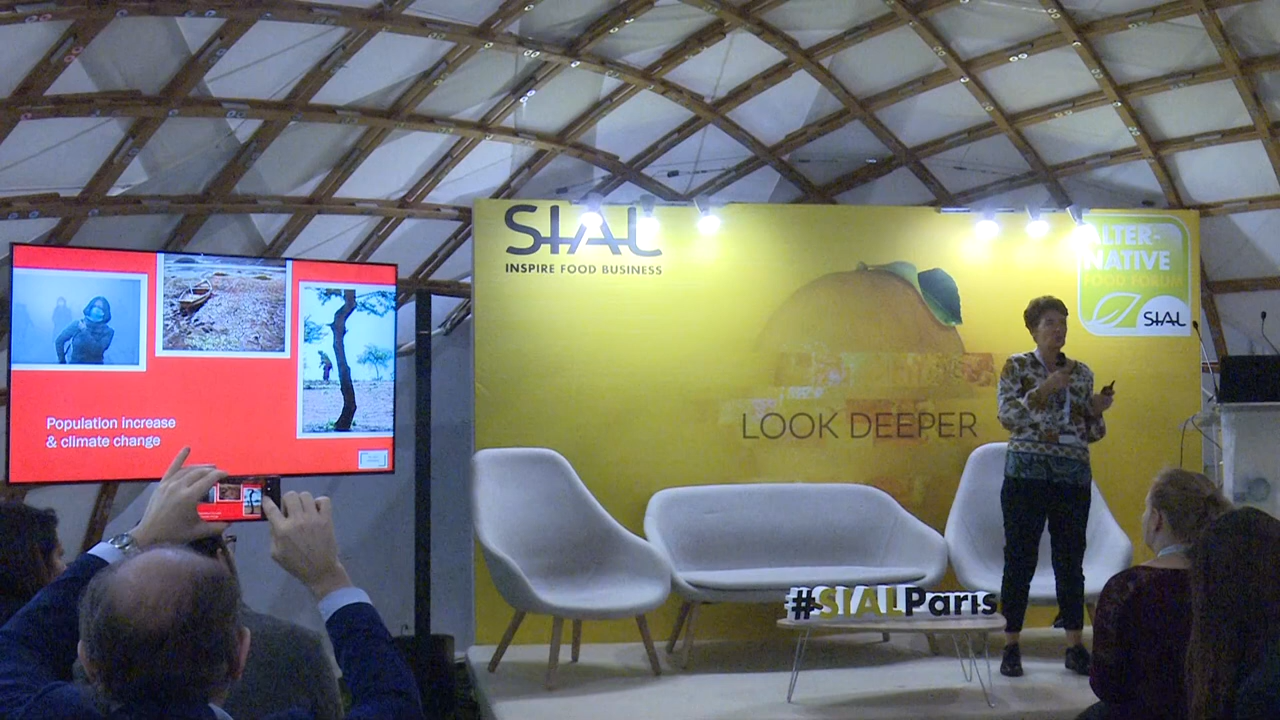 SIAL
INSPIRE FOOD BUSINESS
ALTER-
NATIVE
FOOD FORUM
SIAL
LOOK DEEPER
Population increase
& climate change
#SIALParis